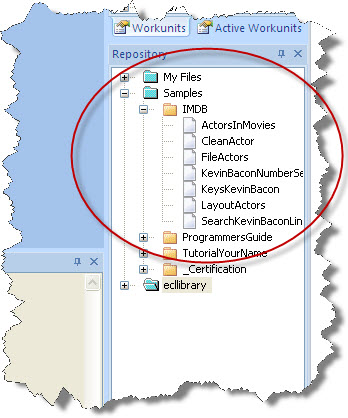 Workunits Active Workunits
Repository
My Files
Samples
IMDB
ActorsInMovies
CleanActor
FileActors
KevinBaconNumberSe
KeysKevinBacon
LayoutActors
SearchKevinBaconLin
ProgrammersGuide
TutorialYourName
_Certification
ecllibrary